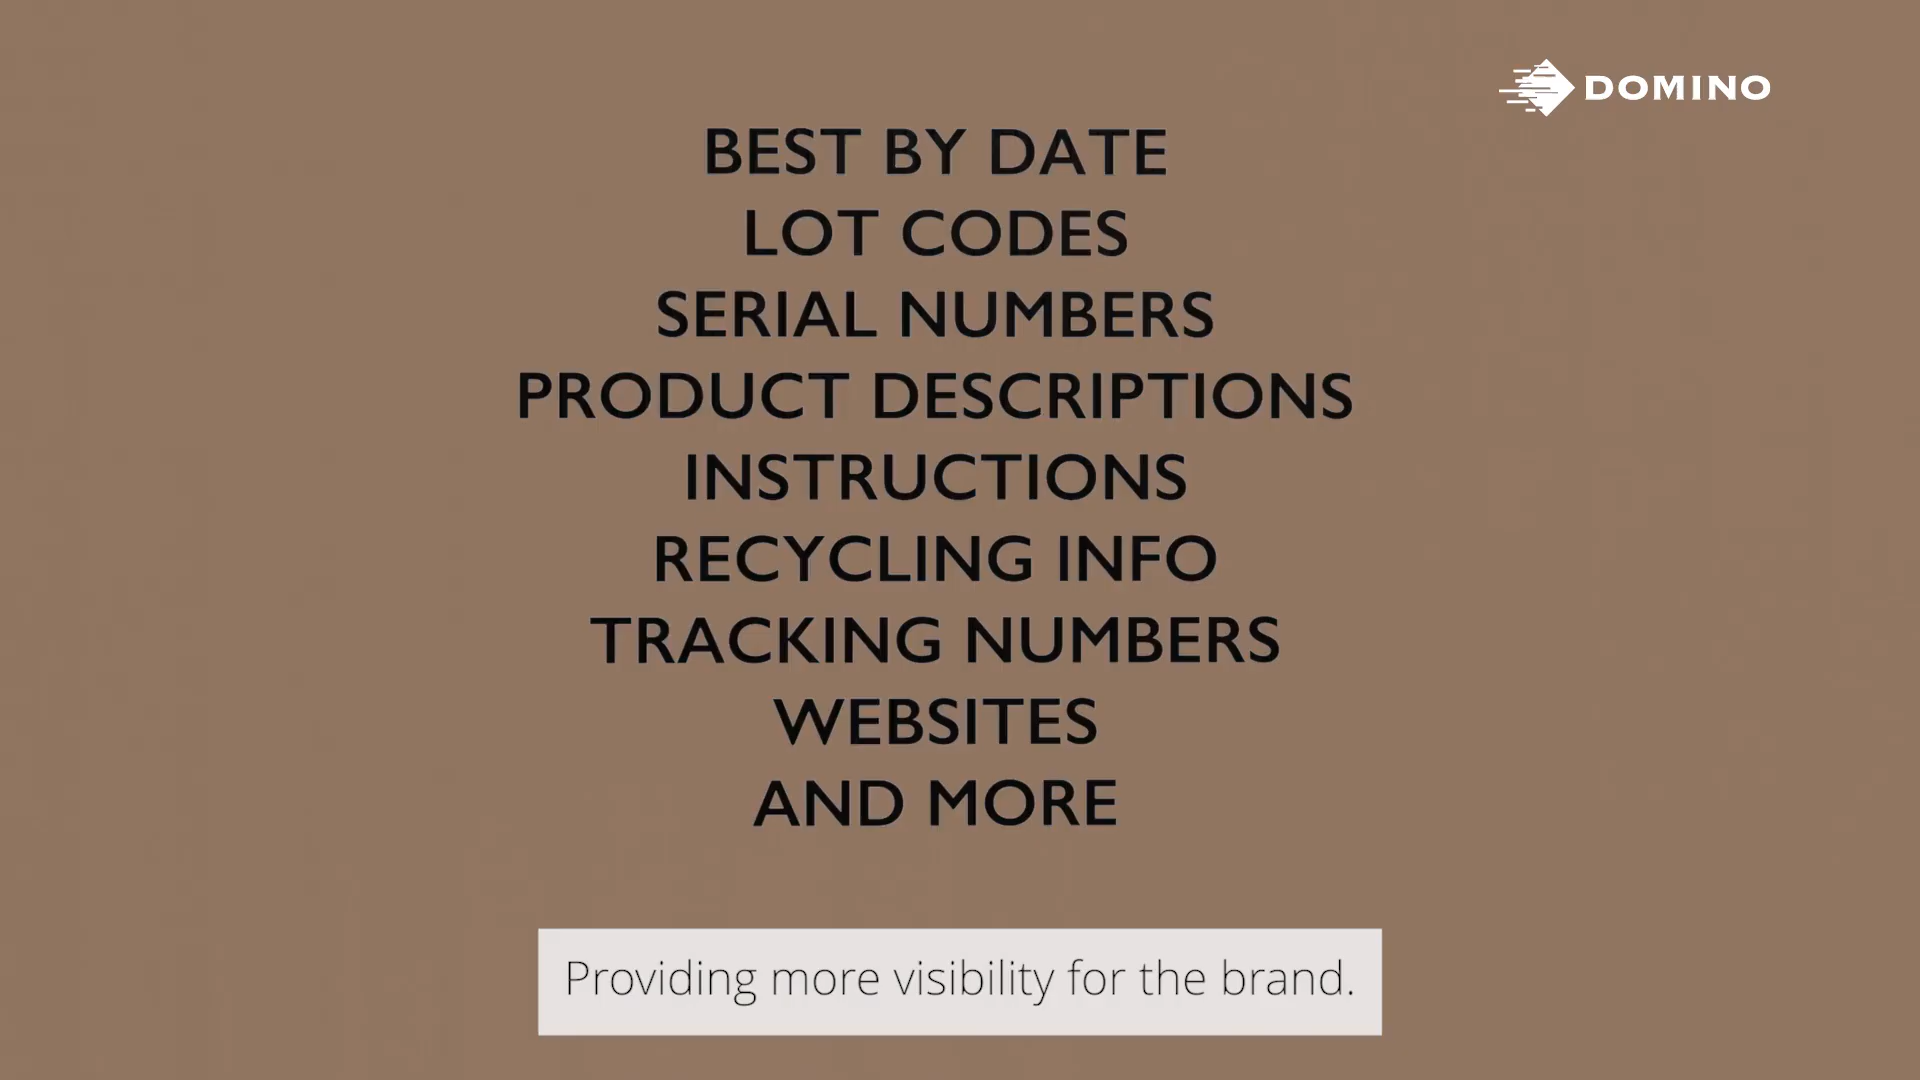 DOMINO
BEST BY DATE
LOT CODES
SERIAL NUMBERS
PRODUCT DESCRIPTIONS
INSTRUCTIONS
RECYCLING INFO
TRACKING NUMBERS
WEBSITES
AND MORE
Providing more visibility for the brand.